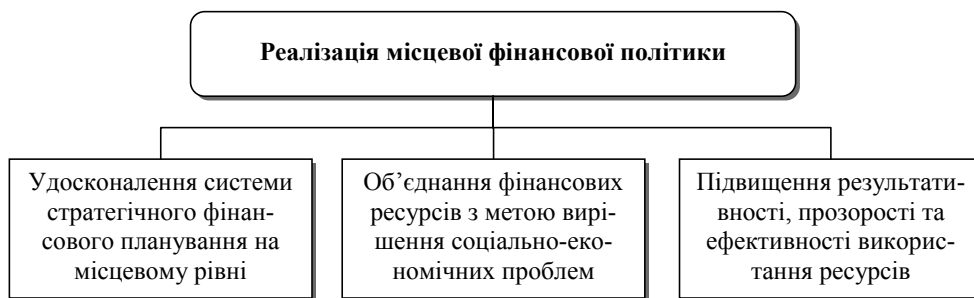 Реалізація місцевої фінансової політики
Удосконалення системи
стратегічного фінан-
сового планування на
місцевому рівні
Об’єднання фінансових
ресурсів з метою вирі-
шення соціально-еко-
номічних проблем
Підвищення результати-
вності, прозорості та
ефективності викорис-
тання ресурсів